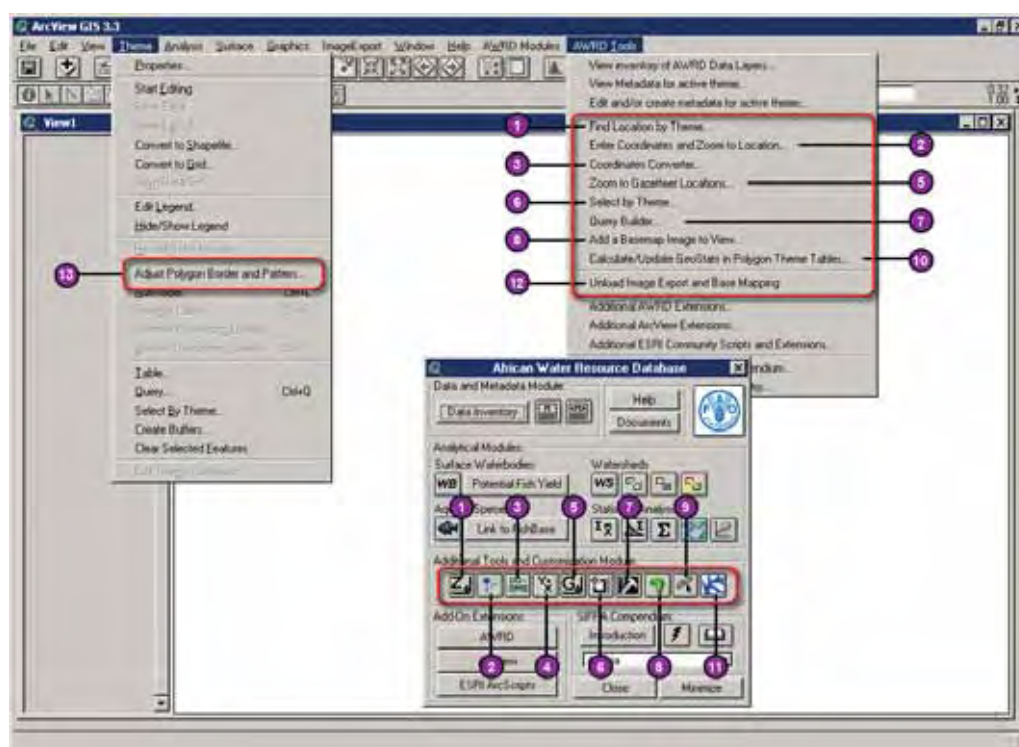 ArcView GIS 3.3
File Edit View Theme Analysis Surface Graphics ImageExport Window Help AWRD Modules AWRD Tools
View1
Properties...
Start Editing
Convert to Shapefile...
Convert to Grid...
Edit Legend...
Hide/Show Legend
13
Adjust Polygon Border and Pattern...
Table...
Query... Ctrl+Q
Select By Theme...
Create Buffers...
Clear Selected Features
View inventory of AWRD Data Layers...
View Metadata for active theme...
Edit and/or create metadata for active theme...
1 Find Location by Theme...
Enter Coordinates and Zoom to Location... 2
3 Coordinates Converter...
Zoom to Gazetteer Locations... 5
6 Select by Theme...
Query Builder... 7
8 Add a Basemap Image to View...
Calculate/Update GeoStats in Polygon Theme Tables... 10
12 Unload Image Export and Base Mapping
Additional AWRD Extensions...
Additional ArcView Extensions...
Additional ESRI Community Scripts and Extensions...
African Water Resource Database
Data and Metadata Module:
Data Inventory
Help
Documents
Analytical Modules:
Surface Waterbodies: Watersheds
WB Potential Fish Yield WS
Link to FishBase Σ
1 3 5 7 9
Additional Tools and Customization Module:
2 4 6 8 11
Add-On Extensions: SIFRA Compendium:
AWRD Introduction
ESRI ArcScripts Close Minimize